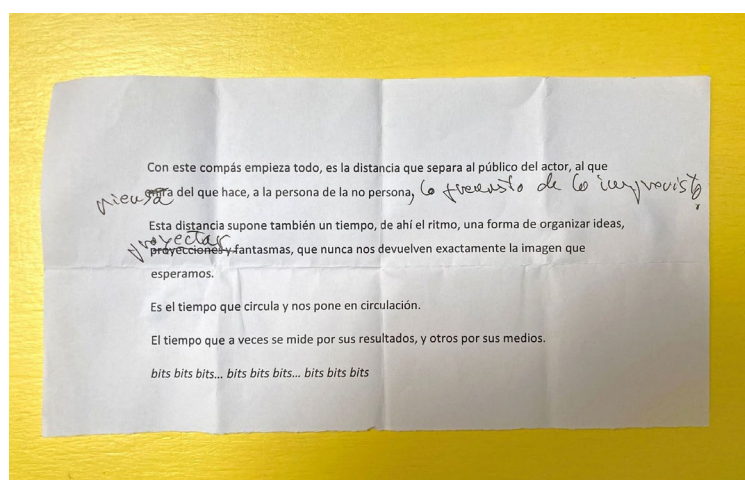 Con este compás empieza todo, es la distancia que separa al público del actor, al que
piensa mira del que hace, a la persona de la no persona, lo previsto de lo imprevisto.
Esta distancia supone también un tiempo, de ahí el ritmo, una forma de organizar ideas,
proyectar proyecciones y fantasmas, que nunca nos devuelven exactamente la imagen que
esperamos.
Es el tiempo que circula y nos pone en circulación.
El tiempo que a veces se mide por sus resultados, y otros por sus medios.
bits bits bits... bits bits bits... bits bits bits